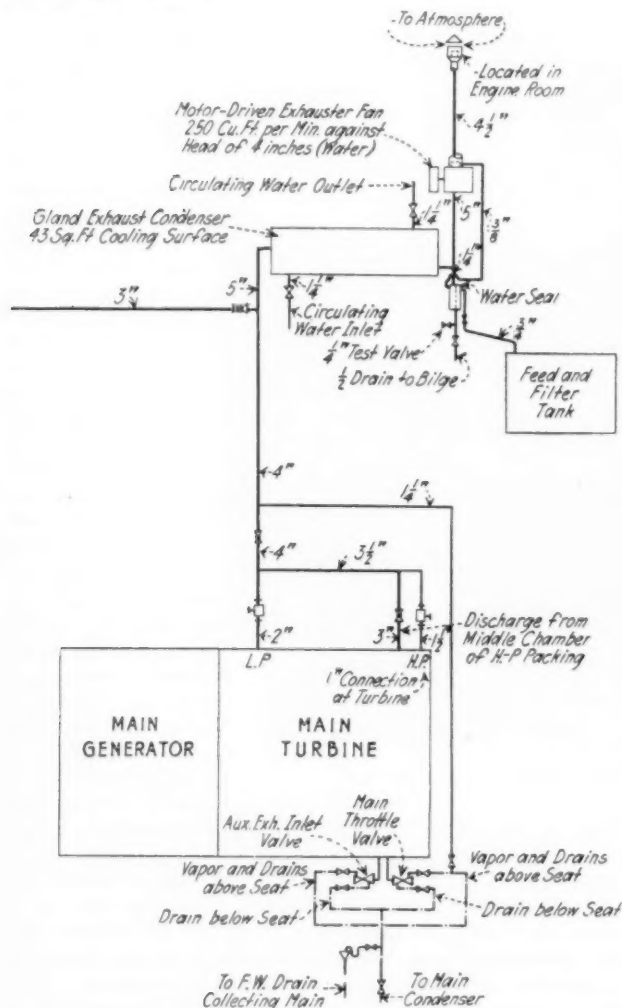 To Atmosphere
Located in
Engine Room
Motor-Driven Exhauster Fan
250 Cu.Ft. per Min. against
Head of 4 inches (Water)
4 1/2"
Circulating Water Outlet
1 1/4"
5"
3/8"
Gland Exhaust Condenser
43 Sq.Ft Cooling Surface
1 1/4"
3"
5"
1 1/4"
Water Seal
Circulating
Water Inlet
1/4" Test Valve
3/4"
1/2 Drain to Bilge
Feed and
Filter
Tank
4"
1 1/4"
4"
3 1/2"
2"
3"
1 1/2
Discharge from
Middle Chamber
of H-P Packing
L.P.
H.P.
1" Connection
at Turbine
MAIN
GENERATOR
MAIN
TURBINE
Aux. Exh. Inlet
Valve
Main
Throttle
Valve
Vapor and Drains
above Seat
Vapor and Drains
above Seat
Drain below Seat
Drain below Seat
To F.W. Drain
Collecting Main
To Main
Condenser